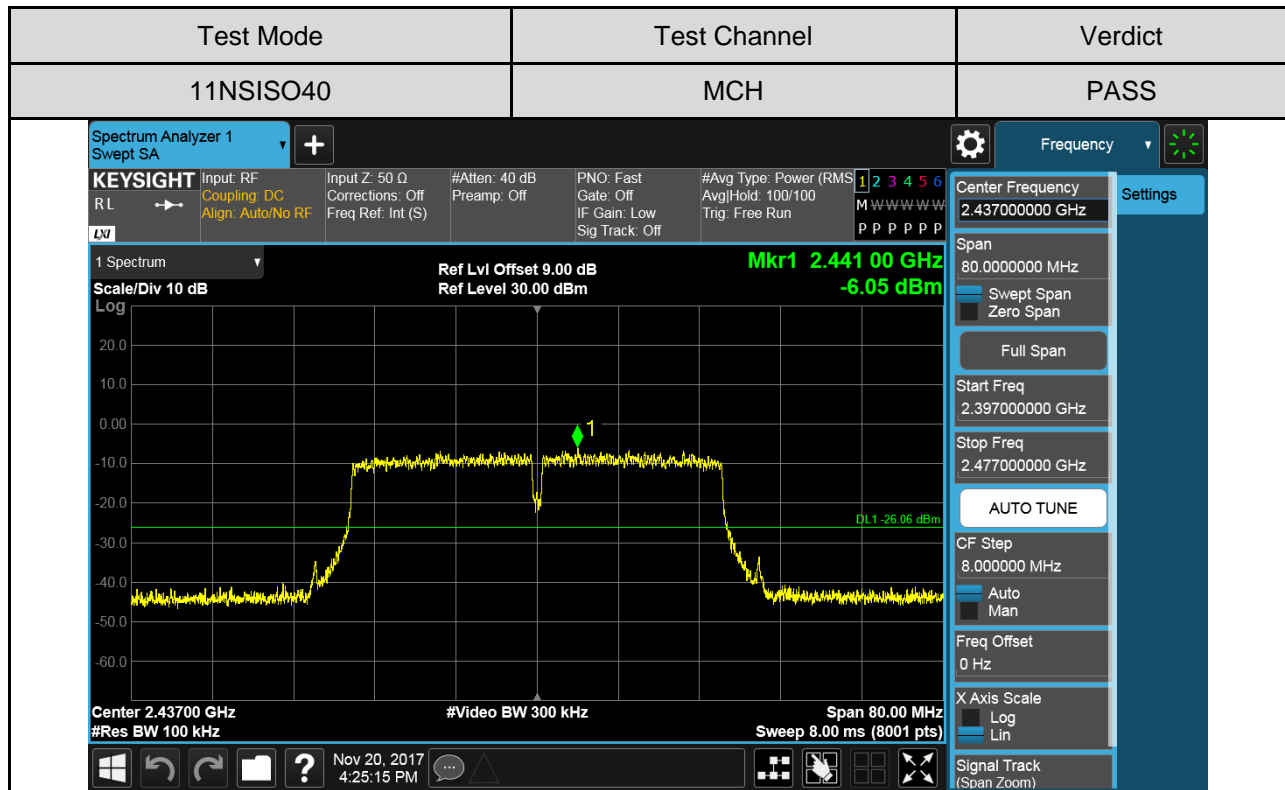 Test Mode Test Channel Verdict
11NSISO40 MCH PASS
Spectrum Analyzer 1
Swept SA
+
Frequency
KEYSIGHT
R L
LXI
Input: RF
Coupling: DC
Align: Auto/No RF
Input Z: 50 Ω
Corrections: Off
Freq Ref: Int (S)
#Atten: 40 dB
Preamp: Off
PNO: Fast
Gate: Off
IF Gain: Low
Sig Track: Off
#Avg Type: Power (RMS
Avg|Hold: 100/100
Trig: Free Run
1 2 3 4 5 6
M W W W W W
P P P P P P
1 Spectrum
Scale/Div 10 dB
Log
Ref Lvl Offset 9.00 dB
Ref Level 30.00 dBm
Mkr1 2.441 00 GHz
-6.05 dBm
20.0
10.0
0.00
-10.0
-20.0
-30.0
-40.0
-50.0
-60.0
1
DL1 -26.06 dBm
Center 2.43700 GHz #Video BW 300 kHz Span 80.00 MHz
#Res BW 100 kHz Sweep 8.00 ms (8001 pts)
?
Nov 20, 2017
4:25:15 PM
Center Frequency
2.437000000 GHz
Settings
Span
80.0000000 MHz
Swept Span
Zero Span
Full Span
Start Freq
2.397000000 GHz
Stop Freq
2.477000000 GHz
AUTO TUNE
CF Step
8.000000 MHz
Auto
Man
Freq Offset
0 Hz
X Axis Scale
Log
Lin
Signal Track
(Span Zoom)